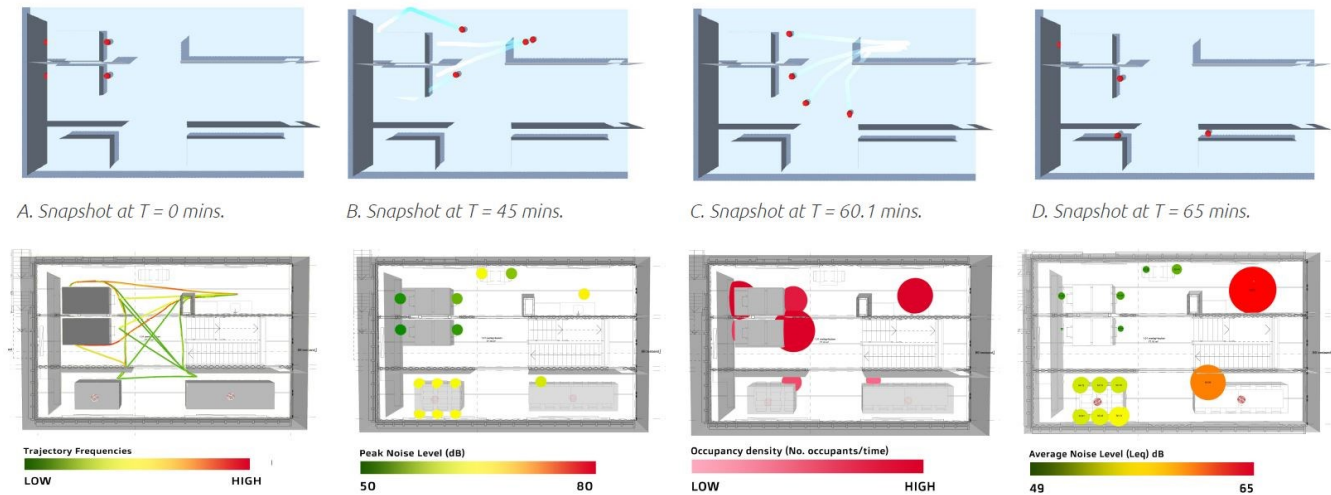 A. Snapshot at T = 0 mins.
B. Snapshot at T = 45 mins.
C. Snapshot at T = 60.1 mins.
D. Snapshot at T = 65 mins.
Trajectory Frequencies
LOW HIGH
Peak Noise Level (dB)
50 80
Occupancy density (No. occupants/time)
LOW HIGH
Average Noise Level (Leq) dB
49 65